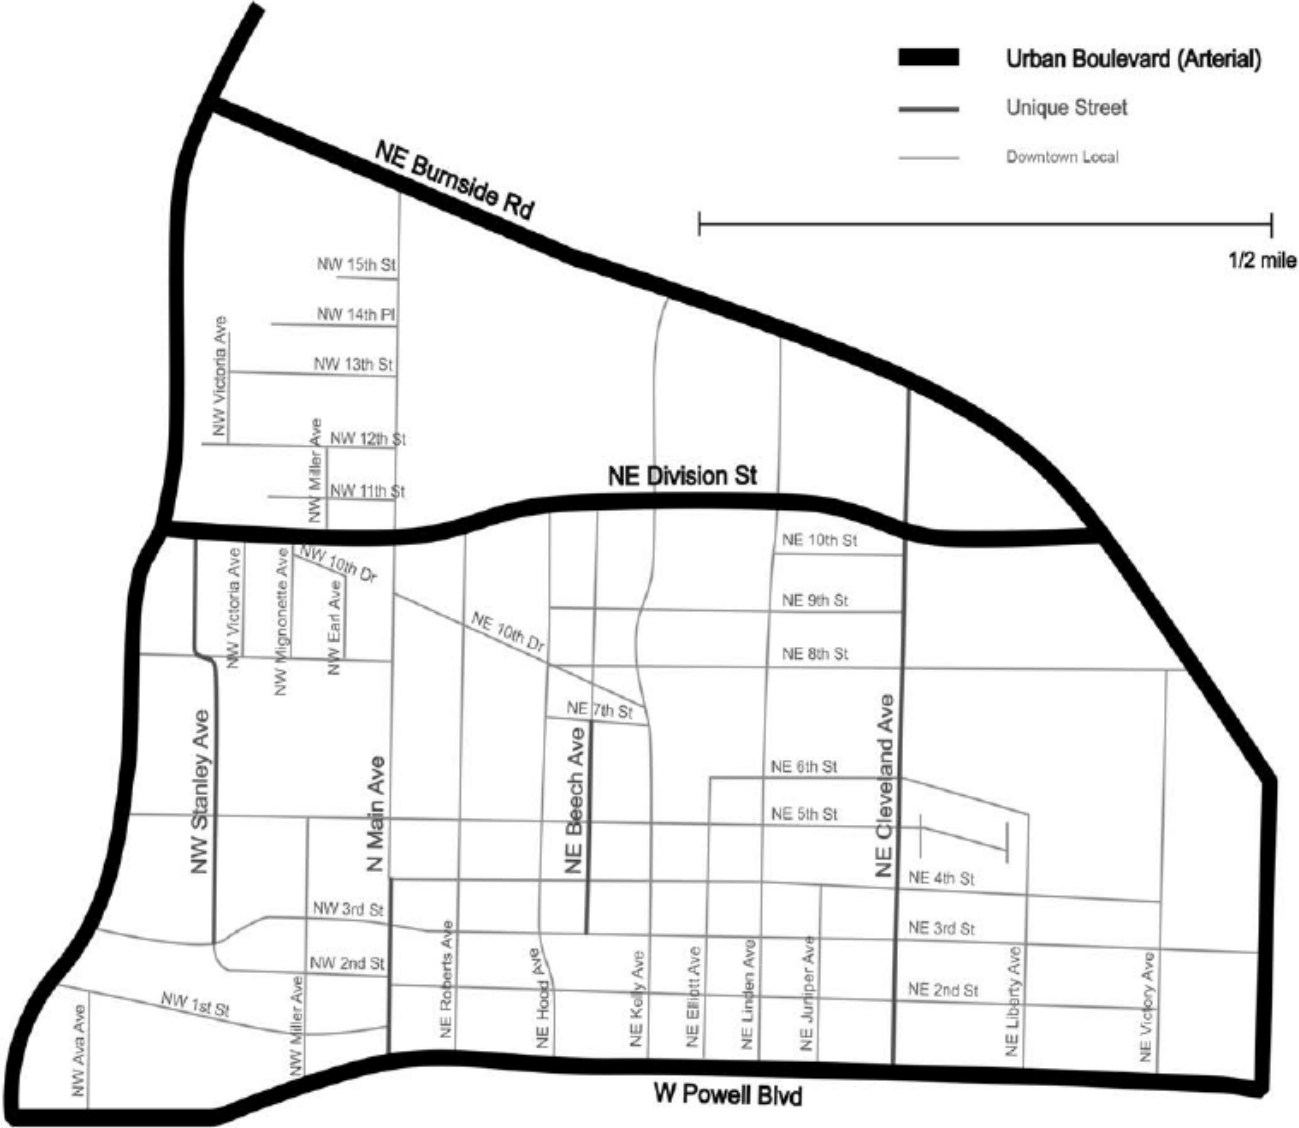 Urban Boulevard (Arterial)
Unique Street
Downtown Local
1/2 mile
NE Burnside Rd
NW 15th St
NW 14th Pl
NW 13th St
NW Victoria Ave
NW 12th St
NW Miller Ave
NW 11th St
NE Division St
NE 10th St
NW 10th Dr
NW Victoria Ave
NW Mignonette Ave
NW Earl Ave
NE 9th St
NE 10th Dr
NE 8th St
NE 7th St
NW Stanley Ave
N Main Ave
NE Beech Ave
NE Cleveland Ave
NE 6th St
NE 5th St
NE 4th St
NW 3rd St
NE 3rd St
NW 2nd St
NE 2nd St
NW 1st St
NW Ava Ave
NW Miller Ave
NE Roberts Ave
NE Hood Ave
NE Kelly Ave
NE Elliott Ave
NE Linden Ave
NE Juniper Ave
NE Liberty Ave
NE Victory Ave
W Powell Blvd